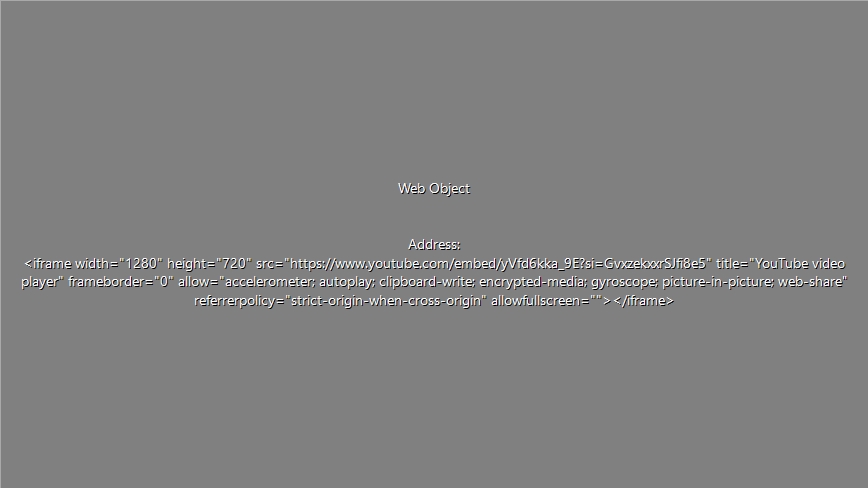 Web Object
Address:
<iframe width="1280" height="720" src="https://www.youtube.com/embed/yVfd6kka_9E?si=GvxzekxxrSJfi8e5" title="YouTube video
player" frameborder="0" allow="accelerometer; autoplay; clipboard-write; encrypted-media; gyroscope; picture-in-picture; web-share"
referrerpolicy="strict-origin-when-cross-origin" allowfullscreen=""></iframe>